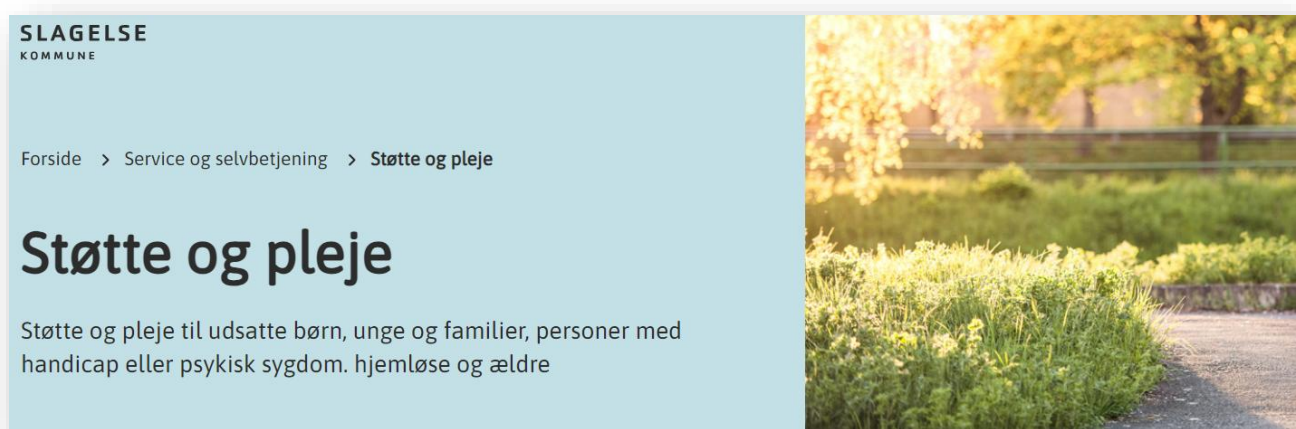 SLAGELSE
KOMMUNE
Forside > Service og selvbetjening > Støtte og pleje
Støtte og pleje
Støtte og pleje til udsatte børn, unge og familier, personer med
handicap eller psykisk sygdom. hjemløse og ældre